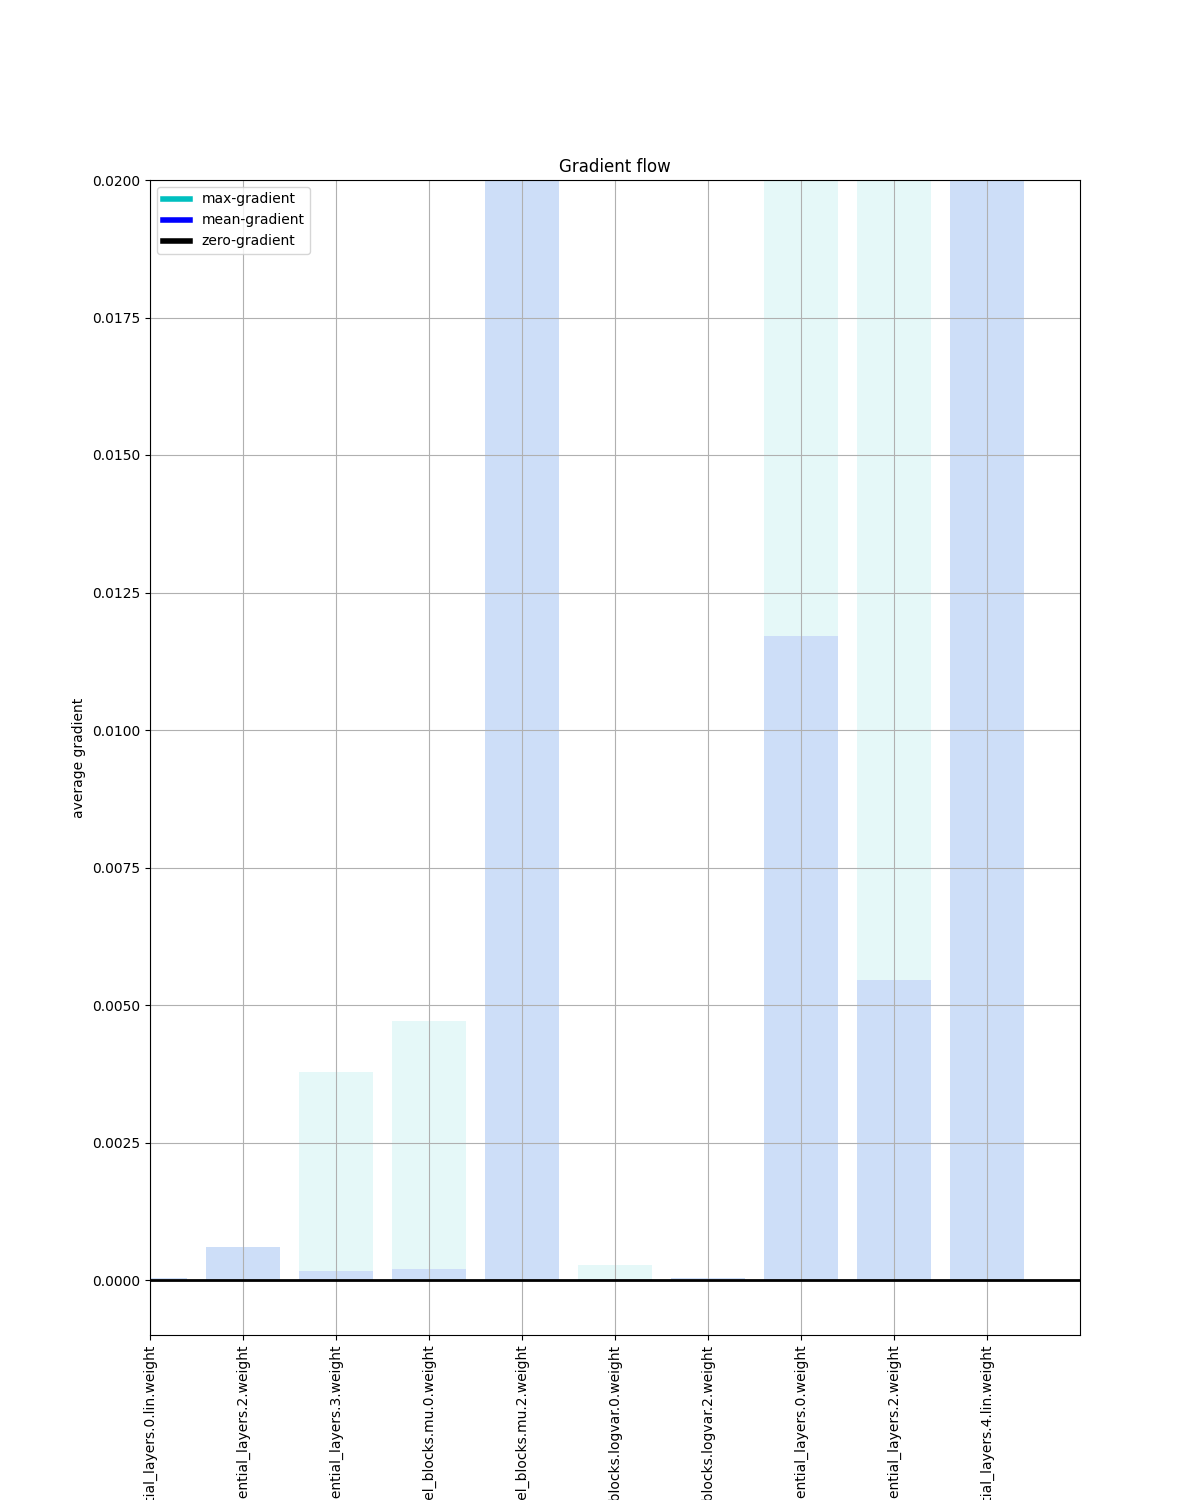 Gradient flow
max-gradient
mean-gradient
zero-gradient
average gradient
0.0200
0.0175
0.0150
0.0125
0.0100
0.0075
0.0050
0.0025
0.0000
tial_layers.0.lin.weight
ential_layers.2.weight
ential_layers.3.weight
el_blocks.mu.0.weight
el_blocks.mu.2.weight
blocks.logvar.0.weight
blocks.logvar.2.weight
ential_layers.0.weight
ential_layers.2.weight
tial_layers.4.lin.weight